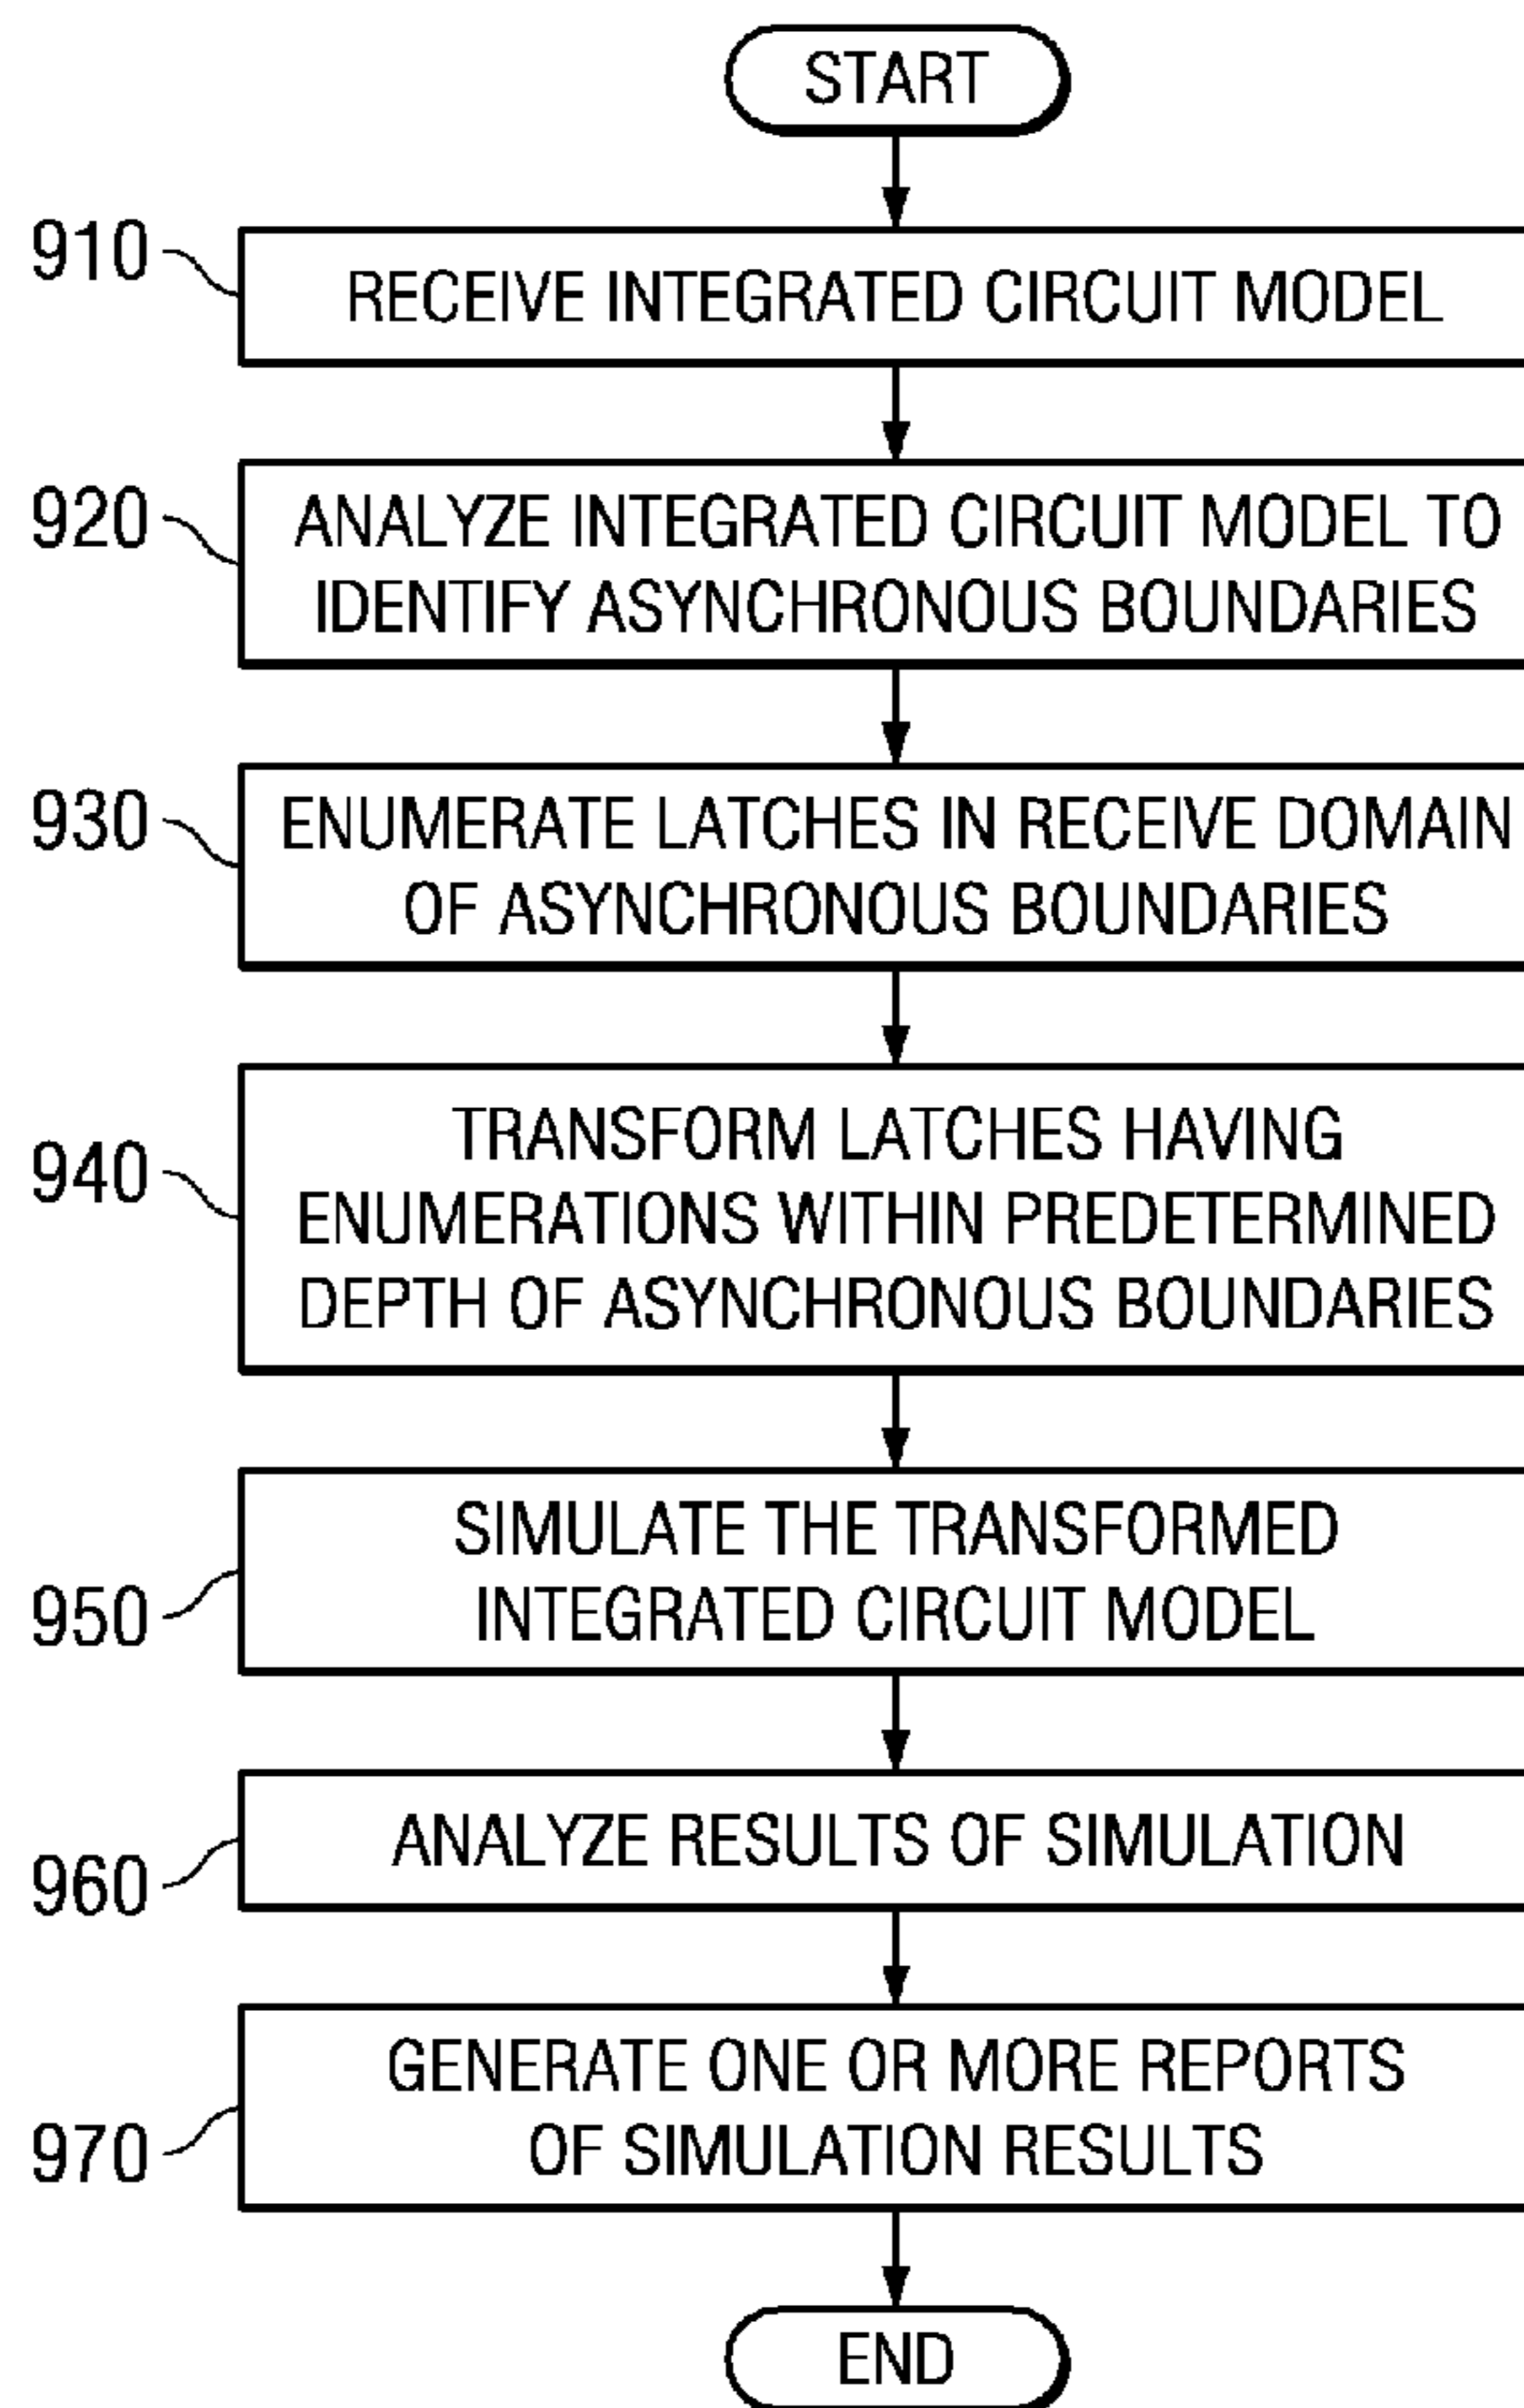 START
910
RECEIVE INTEGRATED CIRCUIT MODEL
920
ANALYZE INTEGRATED CIRCUIT MODEL TO
IDENTIFY ASYNCHRONOUS BOUNDARIES
930
ENUMERATE LATCHES IN RECEIVE DOMAIN
OF ASYNCHRONOUS BOUNDARIES
940
TRANSFORM LATCHES HAVING
ENUMERATIONS WITHIN PREDETERMINED
DEPTH OF ASYNCHRONOUS BOUNDARIES
950
SIMULATE THE TRANSFORMED
INTEGRATED CIRCUIT MODEL
960
ANALYZE RESULTS OF SIMULATION
970
GENERATE ONE OR MORE REPORTS
OF SIMULATION RESULTS
END